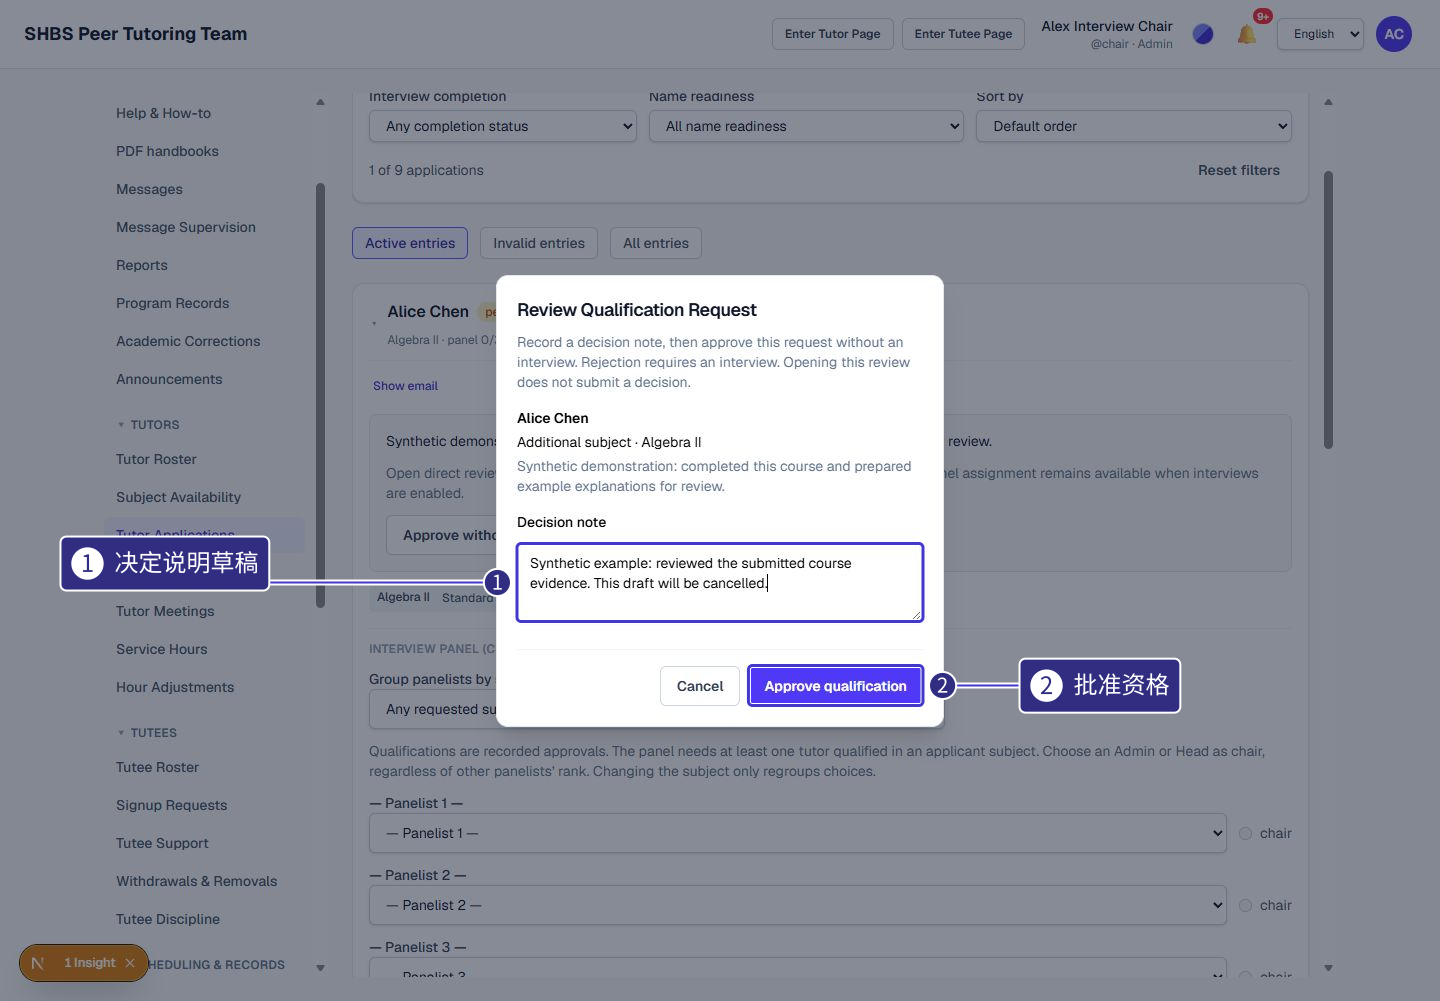 SHBS Peer Tutoring Team
Enter Tutor Page
Enter Tutee Page
Alex Interview Chair
@chair · Admin
9+
English
AC
Help & How-to
PDF handbooks
Messages
Message Supervision
Reports
Program Records
Academic Corrections
Announcements
TUTORS
Tutor Roster
Subject Availability
Tutor Applications
Tutor Meetings
Service Hours
Hour Adjustments
TUTEES
Tutee Roster
Signup Requests
Tutee Support
Withdrawals & Removals
Tutee Discipline
HEDULING & RECORDS
1 Insight
Interview completion
Name readiness
Sort by
Any completion status
All name readiness
Default order
1 of 9 applications
Reset filters
Active entries
Invalid entries
All entries
Alice Chen
Algebra II · panel 0/
Show email
Synthetic demons
review.
Open direct revie
nel assignment remains available when interviews
are enabled.
Approve witho
Algebra II
Standard
INTERVIEW PANEL (C
Group panelists by
Any requested su
Qualifications are recorded approvals. The panel needs at least one tutor qualified in an applicant subject. Choose an Admin or Head as chair,
regardless of other panelists' rank. Changing the subject only regroups choices.
— Panelist 1 —
— Panelist 1 —
chair
— Panelist 2 —
— Panelist 2 —
chair
— Panelist 3 —
— Panelist 3 —
chair
Review Qualification Request
Record a decision note, then approve this request without an
interview. Rejection requires an interview. Opening this review
does not submit a decision.
Alice Chen
Additional subject · Algebra II
Synthetic demonstration: completed this course and prepared
example explanations for review.
Decision note
Synthetic example: reviewed the submitted course
evidence. This draft will be cancelled.
Cancel
Approve qualification
1 决定说明草稿
1
2
2 批准资格